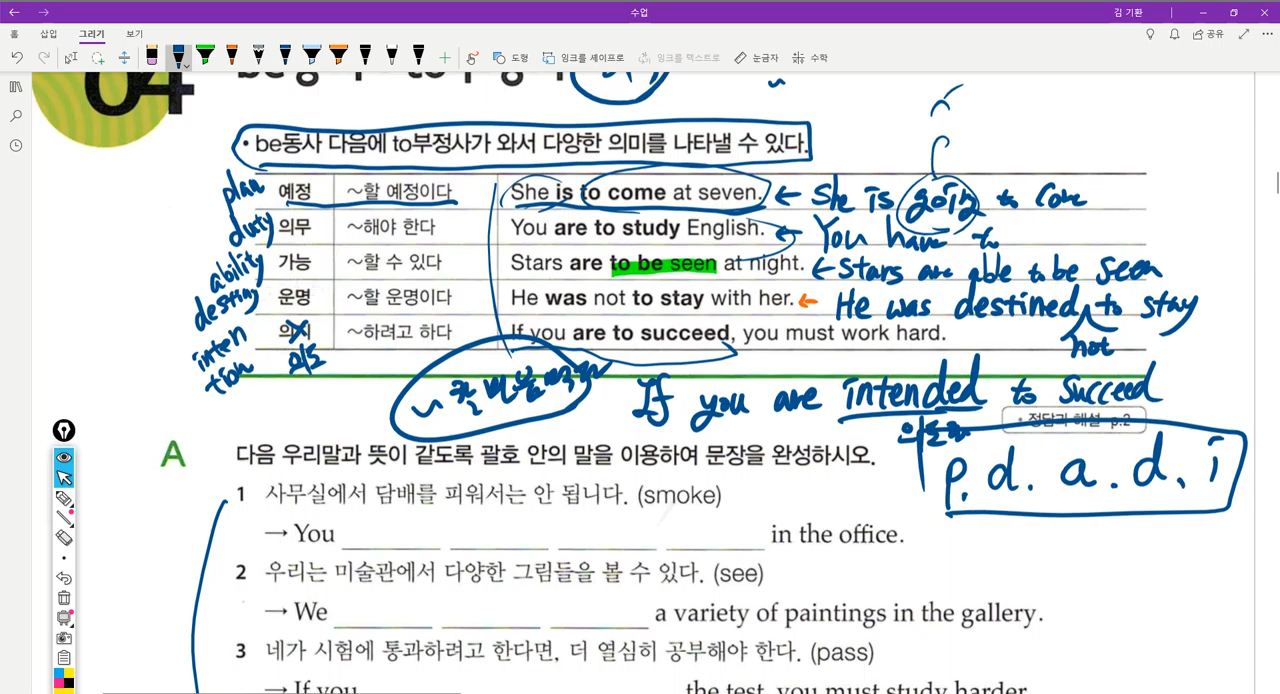 수업
김 기환
홈 삽입 그리기 보기
공유
도형 잉크를 셰이프로 잉크를 텍스트로 눈금자 수학
04
• be동사 다음에 to부정사가 와서 다양한 의미를 나타낼 수 있다.
plan 예정 ~할 예정이다 She is to come at seven. ← She is going to come
duty 의무 ~해야 한다 You are to study English. ← You have to
ability 가능 ~할 수 있다 Stars are to be seen at night. ← Stars are able to be seen
destiny 운명 ~할 운명이다 He was not to stay with her. ← He was destined to stay
not
intention 의지 ~하려고 하다 If you are to succeed, you must work hard.
의도
If you are intended to succeed
• 정답과 해설 p.2
p. d. a. d. i
A 다음 우리말과 뜻이 같도록 괄호 안의 말을 이용하여 문장을 완성하시오.
1 사무실에서 담배를 피워서는 안 됩니다. (smoke)
→ You ____ ____ ____ ____ in the office.
2 우리는 미술관에서 다양한 그림들을 볼 수 있다. (see)
→ We ____ ____ ____ a variety of paintings in the gallery.
3 네가 시험에 통과하려고 한다면, 더 열심히 공부해야 한다. (pass)
→ If you the test, you must study harder